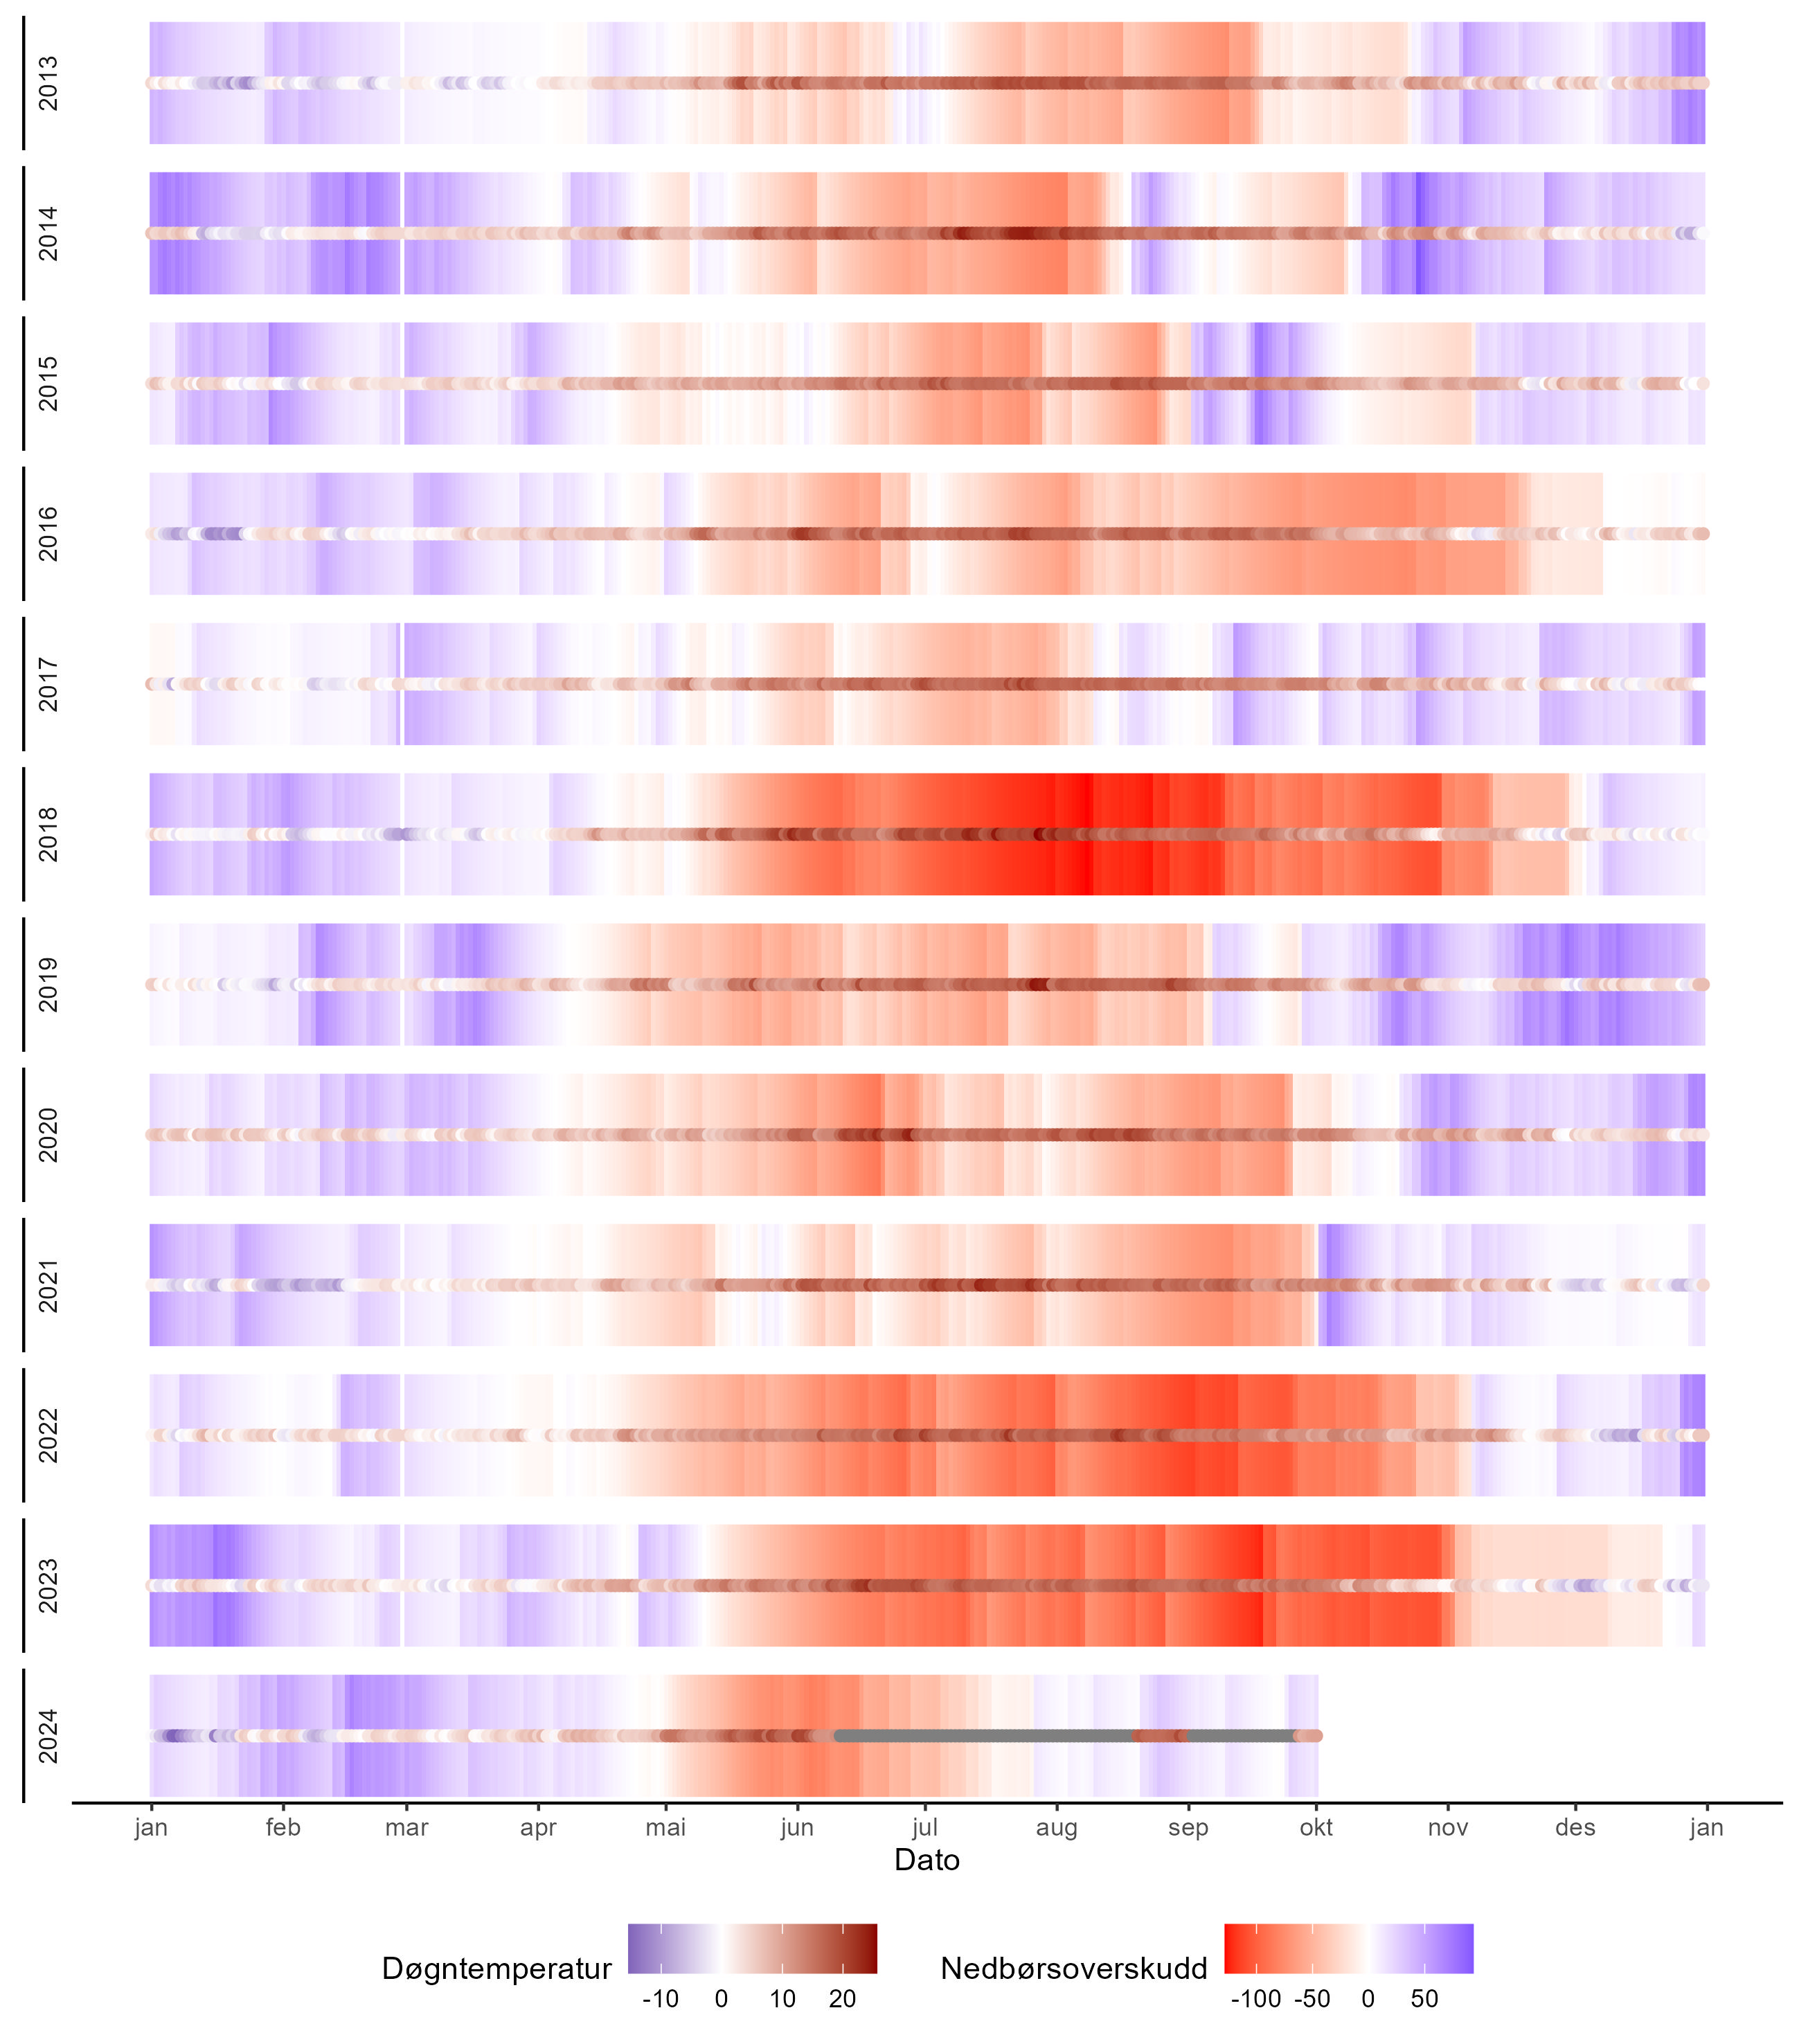 2013
2014
2015
2016
2017
2018
2019
2020
2021
2022
2023
2024
jan feb mar apr mai jun jul aug sep okt nov des jan
Dato
Døgntemperatur
-10 0 10 20
Nedbørsoverskudd
-100 -50 0 50